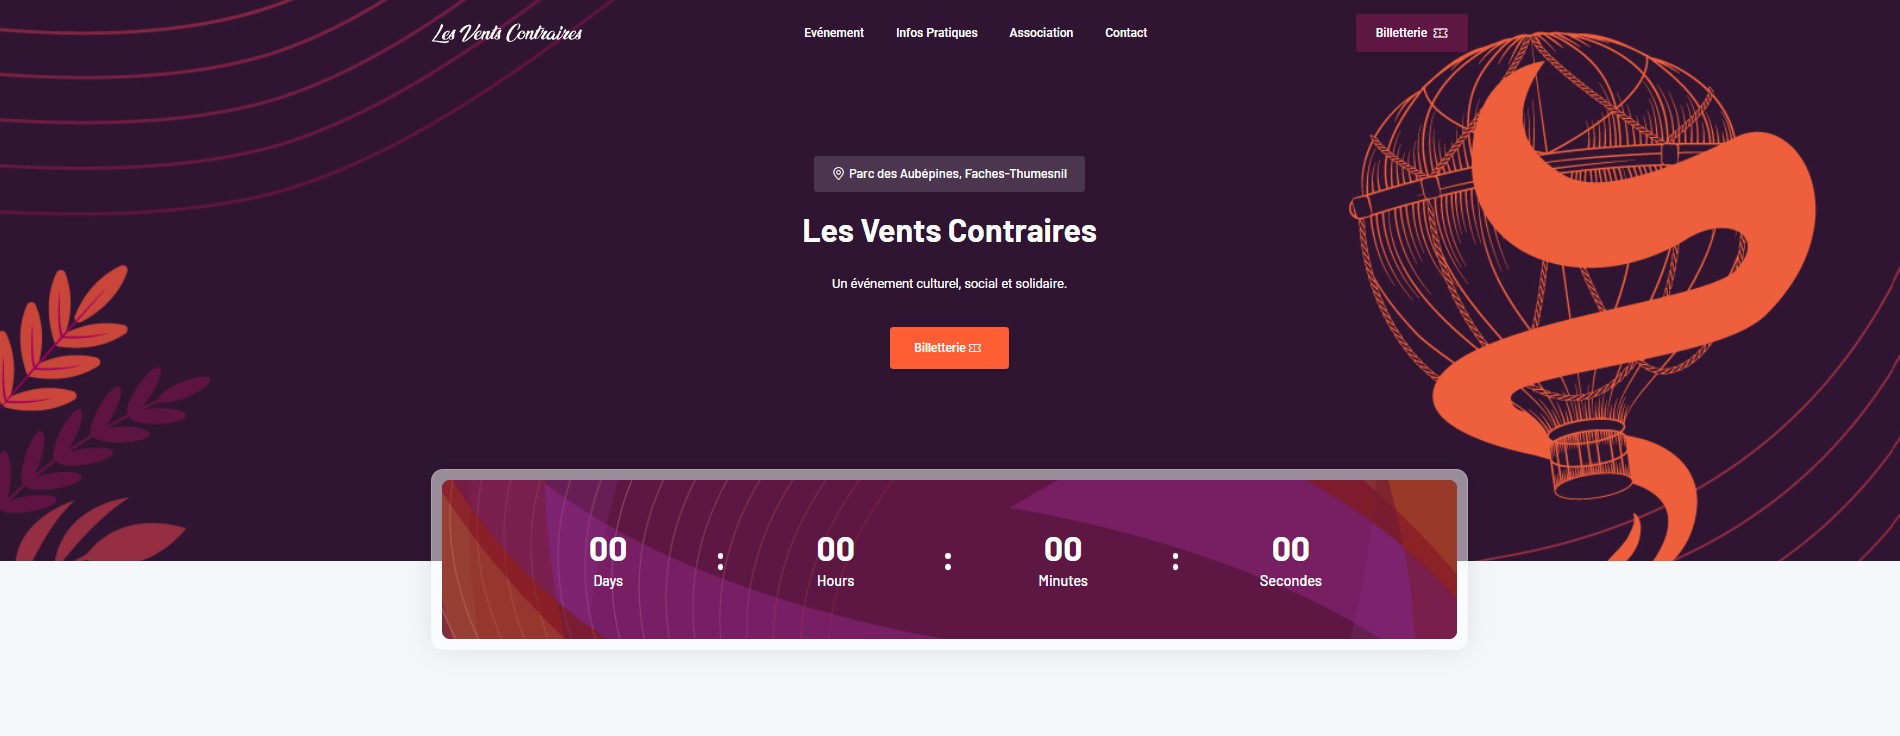 Les Vents Contraires
Evénement Infos Pratiques Association Contact
Billetterie
Parc des Aubépines, Faches-Thumesnil
Les Vents Contraires
Un événement culturel, social et solidaire.
Billetterie
00 : 00 : 00 : 00
Days Hours Minutes Secondes